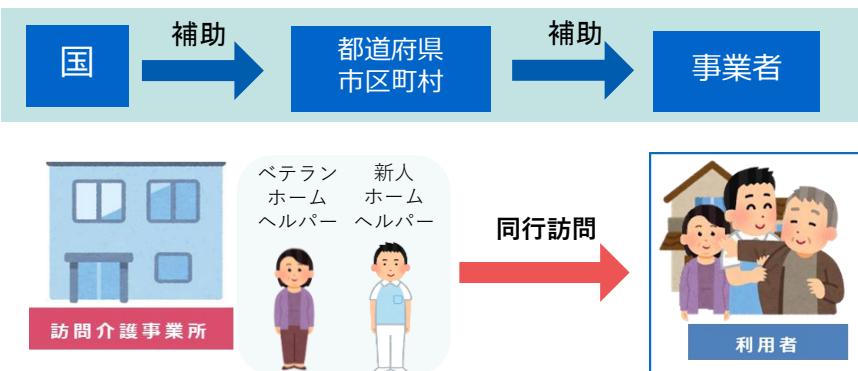 国
補助
都道府県
市区町村
補助
事業者
ベテラン
ホーム
ヘルパー
新人
ホーム
ヘルパー
同行訪問
訪問介護事業所
利用者